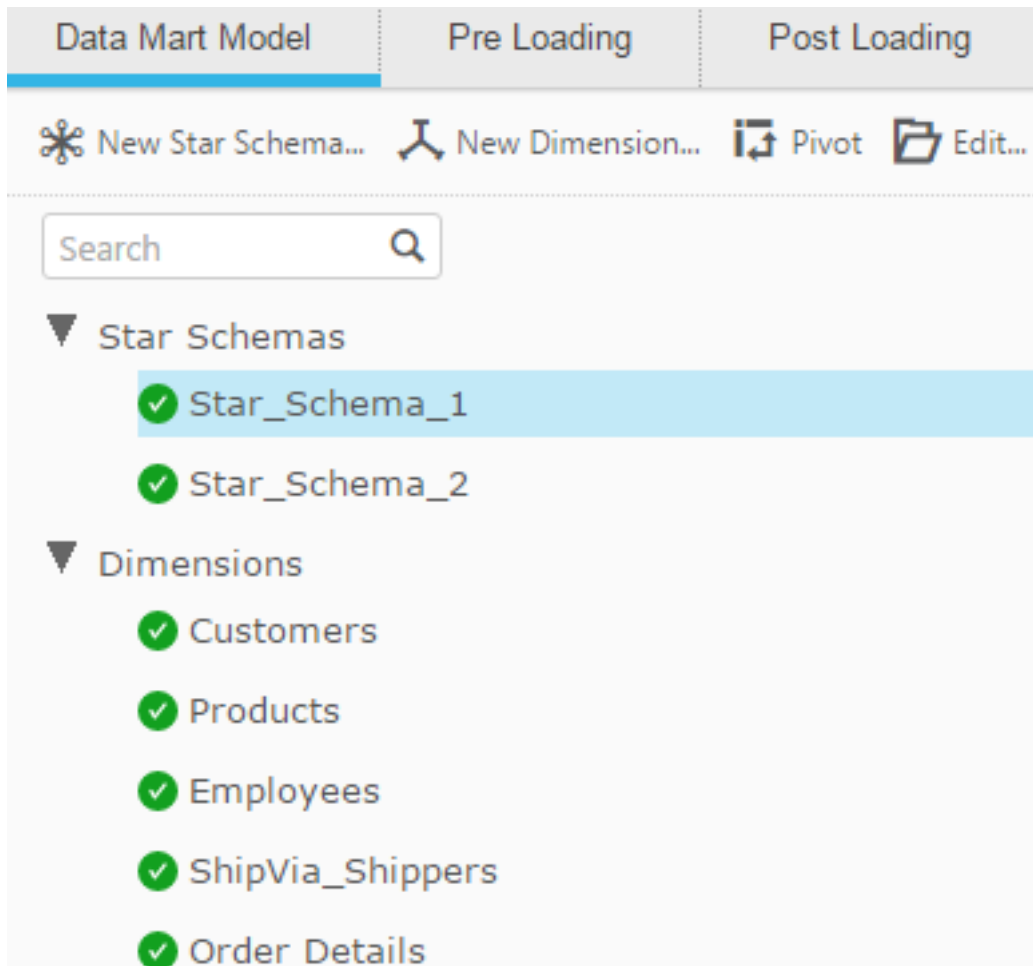 Data Mart Model Pre Loading Post Loading
New Star Schema... New Dimension... Pivot Edit...
Search
Star Schemas
Star_Schema_1
Star_Schema_2
Dimensions
Customers
Products
Employees
ShipVia_Shippers
Order Details